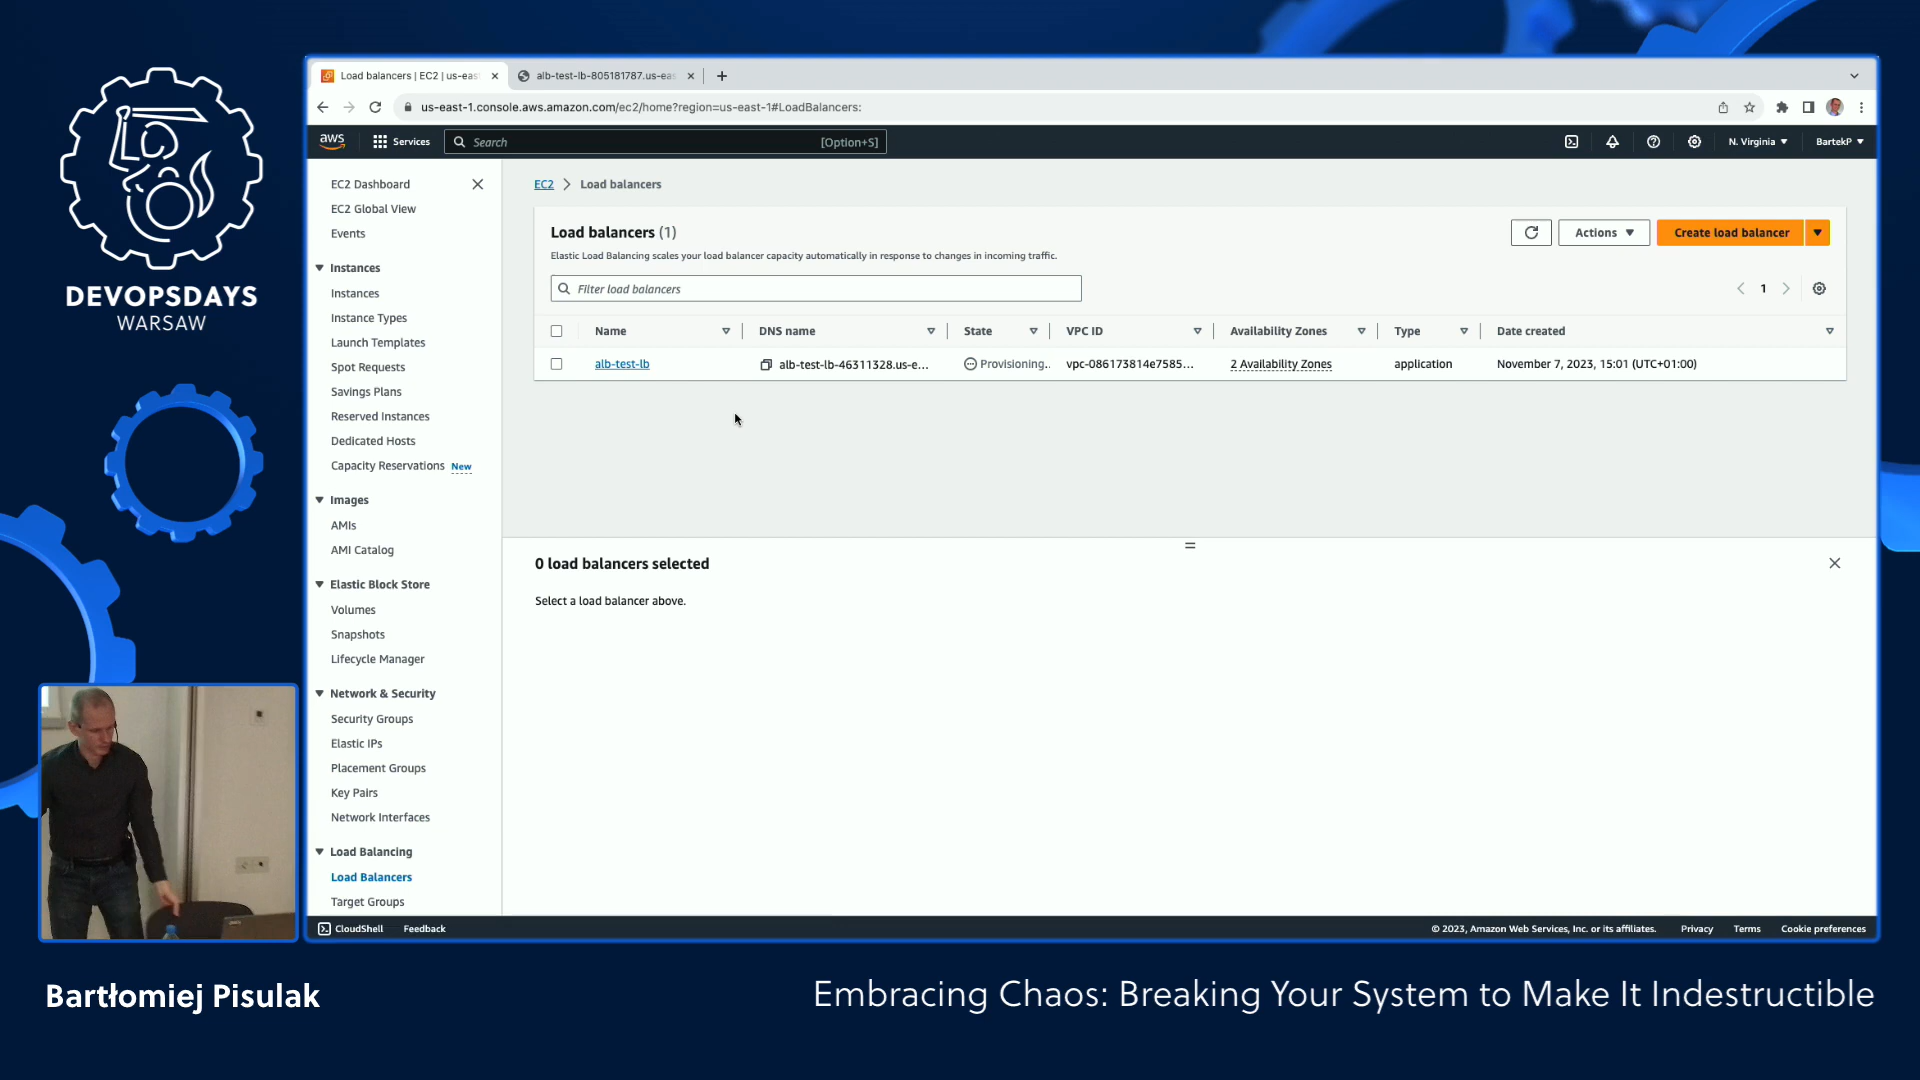 DEVOPSDAYS
WARSAW
Load balancers | EC2 | us-eas
alb-test-lb-805181787.us-eas
us-east-1.console.aws.amazon.com/ec2/home?region=us-east-1#LoadBalancers:
aws
Services
Search
[Option+S]
N. Virginia
BartekP
EC2 Dashboard
EC2 Global View
Events
Instances
Instances
Instance Types
Launch Templates
Spot Requests
Savings Plans
Reserved Instances
Dedicated Hosts
Capacity Reservations New
Images
AMIs
AMI Catalog
Elastic Block Store
Volumes
Snapshots
Lifecycle Manager
Network & Security
Security Groups
Elastic IPs
Placement Groups
Key Pairs
Network Interfaces
Load Balancing
Load Balancers
Target Groups
EC2 > Load balancers
Load balancers (1)
Elastic Load Balancing scales your load balancer capacity automatically in response to changes in incoming traffic.
Actions
Create load balancer
Filter load balancers
1
Name DNS name State VPC ID Availability Zones Type Date created
alb-test-lb alb-test-lb-46311328.us-e... Provisioning.. vpc-086173814e7585... 2 Availability Zones application November 7, 2023, 15:01 (UTC+01:00)
0 load balancers selected
Select a load balancer above.
CloudShell Feedback
© 2023, Amazon Web Services, Inc. or its affiliates. Privacy Terms Cookie preferences
Bartłomiej Pisulak
Embracing Chaos: Breaking Your System to Make It Indestructible